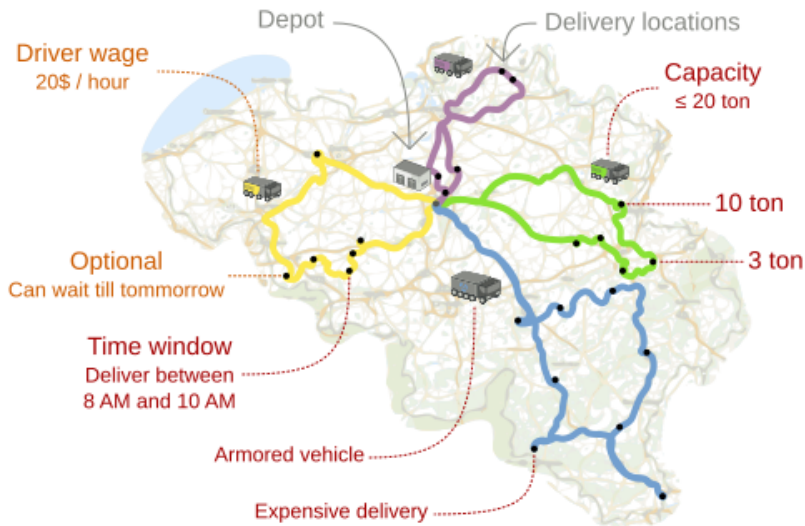 Depot
Delivery locations
Driver wage
20$ / hour
Capacity
≤ 20 ton
10 ton
3 ton
Optional
Can wait till tommorrow
Time window
Deliver between
8 AM and 10 AM
Armored vehicle
Expensive delivery